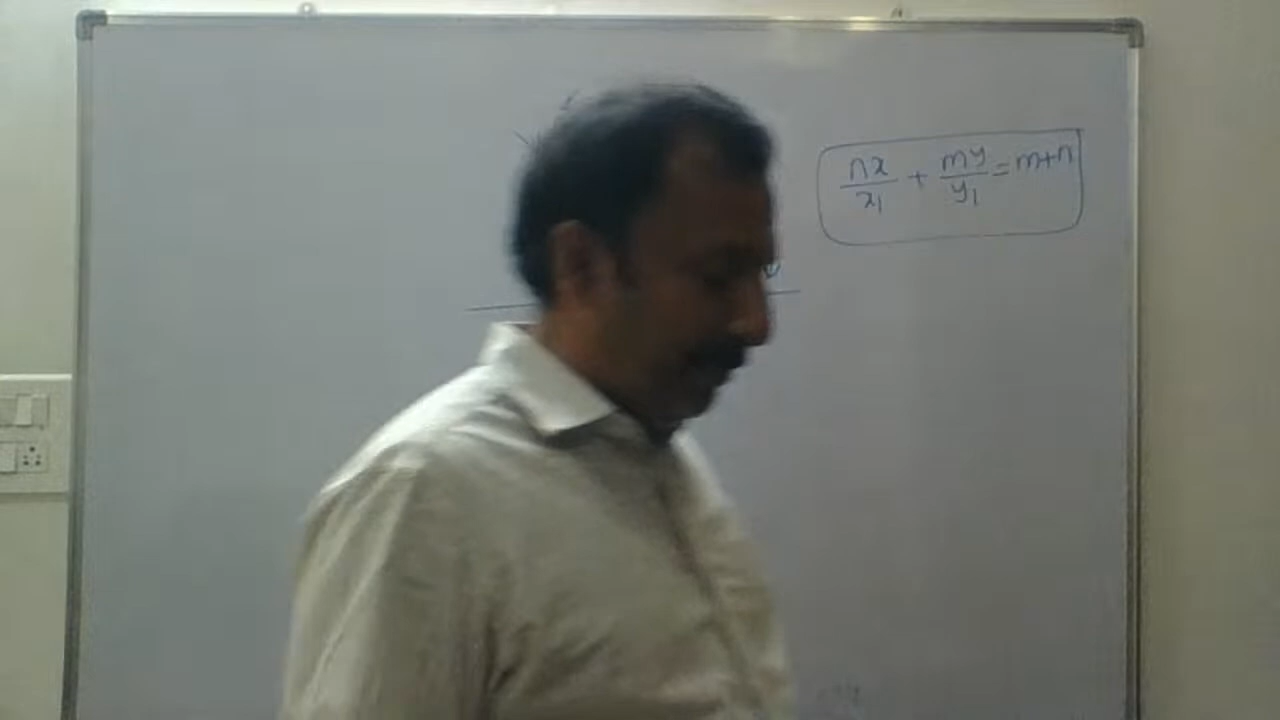 nx/x₁ + my/y₁ = m+n